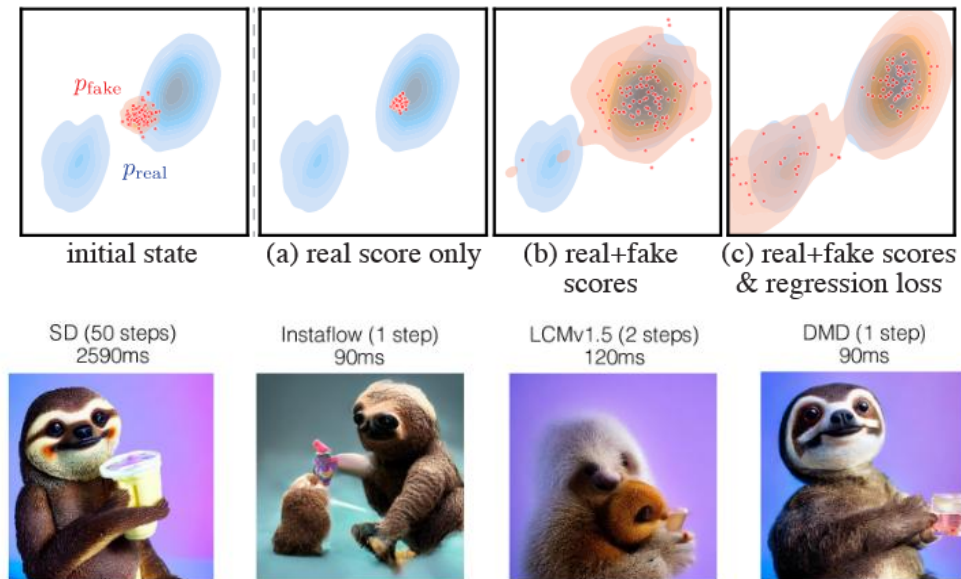 p_fake
p_real
initial state
(a) real score only
(b) real+fake
scores
(c) real+fake scores
& regression loss
SD (50 steps)
2590ms
Instaflow (1 step)
90ms
LCMv1.5 (2 steps)
120ms
DMD (1 step)
90ms